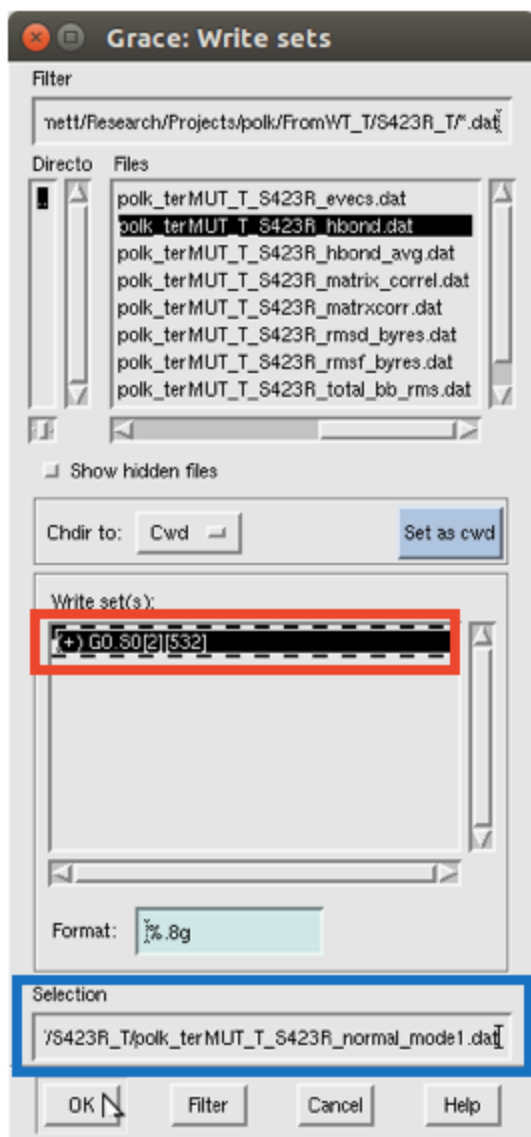 Grace: Write sets
Filter
mett/Research/Projects/polk/FromWT_T/S423R_T/*.dat
Directo Files
polk_terMUT_T_S423R_evecs.dat
polk_terMUT_T_S423R_hbond.dat
polk_terMUT_T_S423R_hbond_avg.dat
polk_terMUT_T_S423R_matrix_correl.dat
polk_terMUT_T_S423R_matrxcorr.dat
polk_terMUT_T_S423R_rmsd_byres.dat
polk_terMUT_T_S423R_rmsf_byres.dat
polk_terMUT_T_S423R_total_bb_rms.dat
Show hidden files
Chdir to: Cwd Set as cwd
Write set(s):
(+) G0.S0[2][532]
Format: %.8g
Selection
'/S423R_T/polk_terMUT_T_S423R_normal_mode1.dat
OK Filter Cancel Help